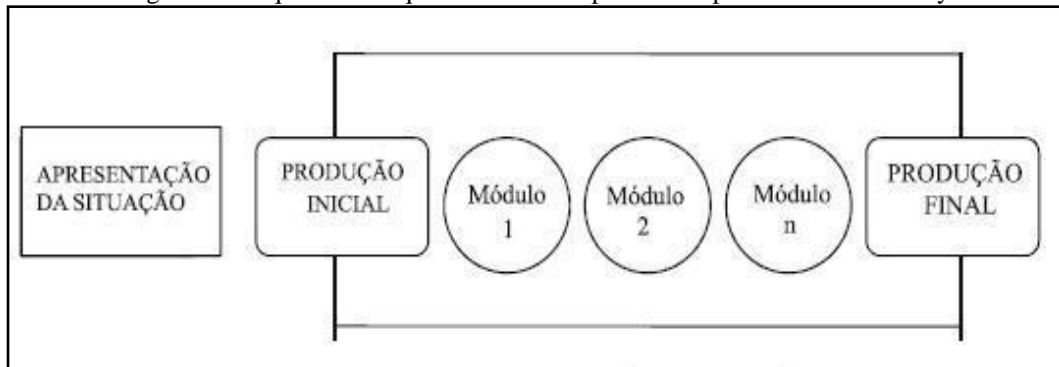 APRESENTAÇÃO
DA SITUAÇÃO
PRODUÇÃO
INICIAL
Módulo
1
Módulo
2
Módulo
n
PRODUÇÃO
FINAL